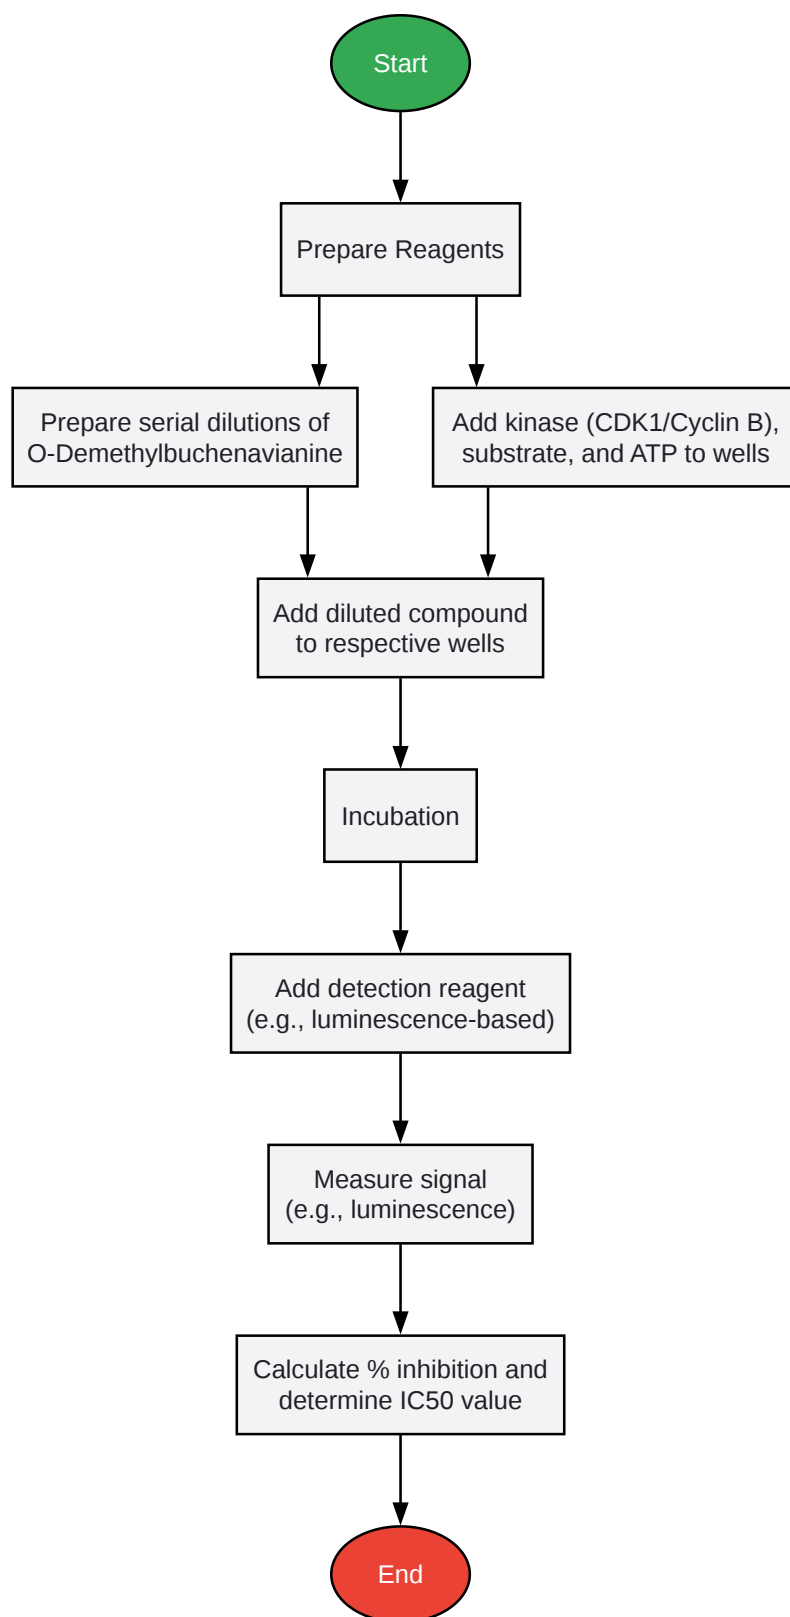 Start
Prepare Reagents
Prepare serial dilutions of
O-Demethylbuchenavianine
Add kinase (CDK1/Cyclin B),
substrate, and ATP to wells
Add diluted compound
to respective wells
Incubation
Add detection reagent
(e.g., luminescence-based)
Measure signal
(e.g., luminescence)
Calculate % inhibition and
determine IC50 value
End